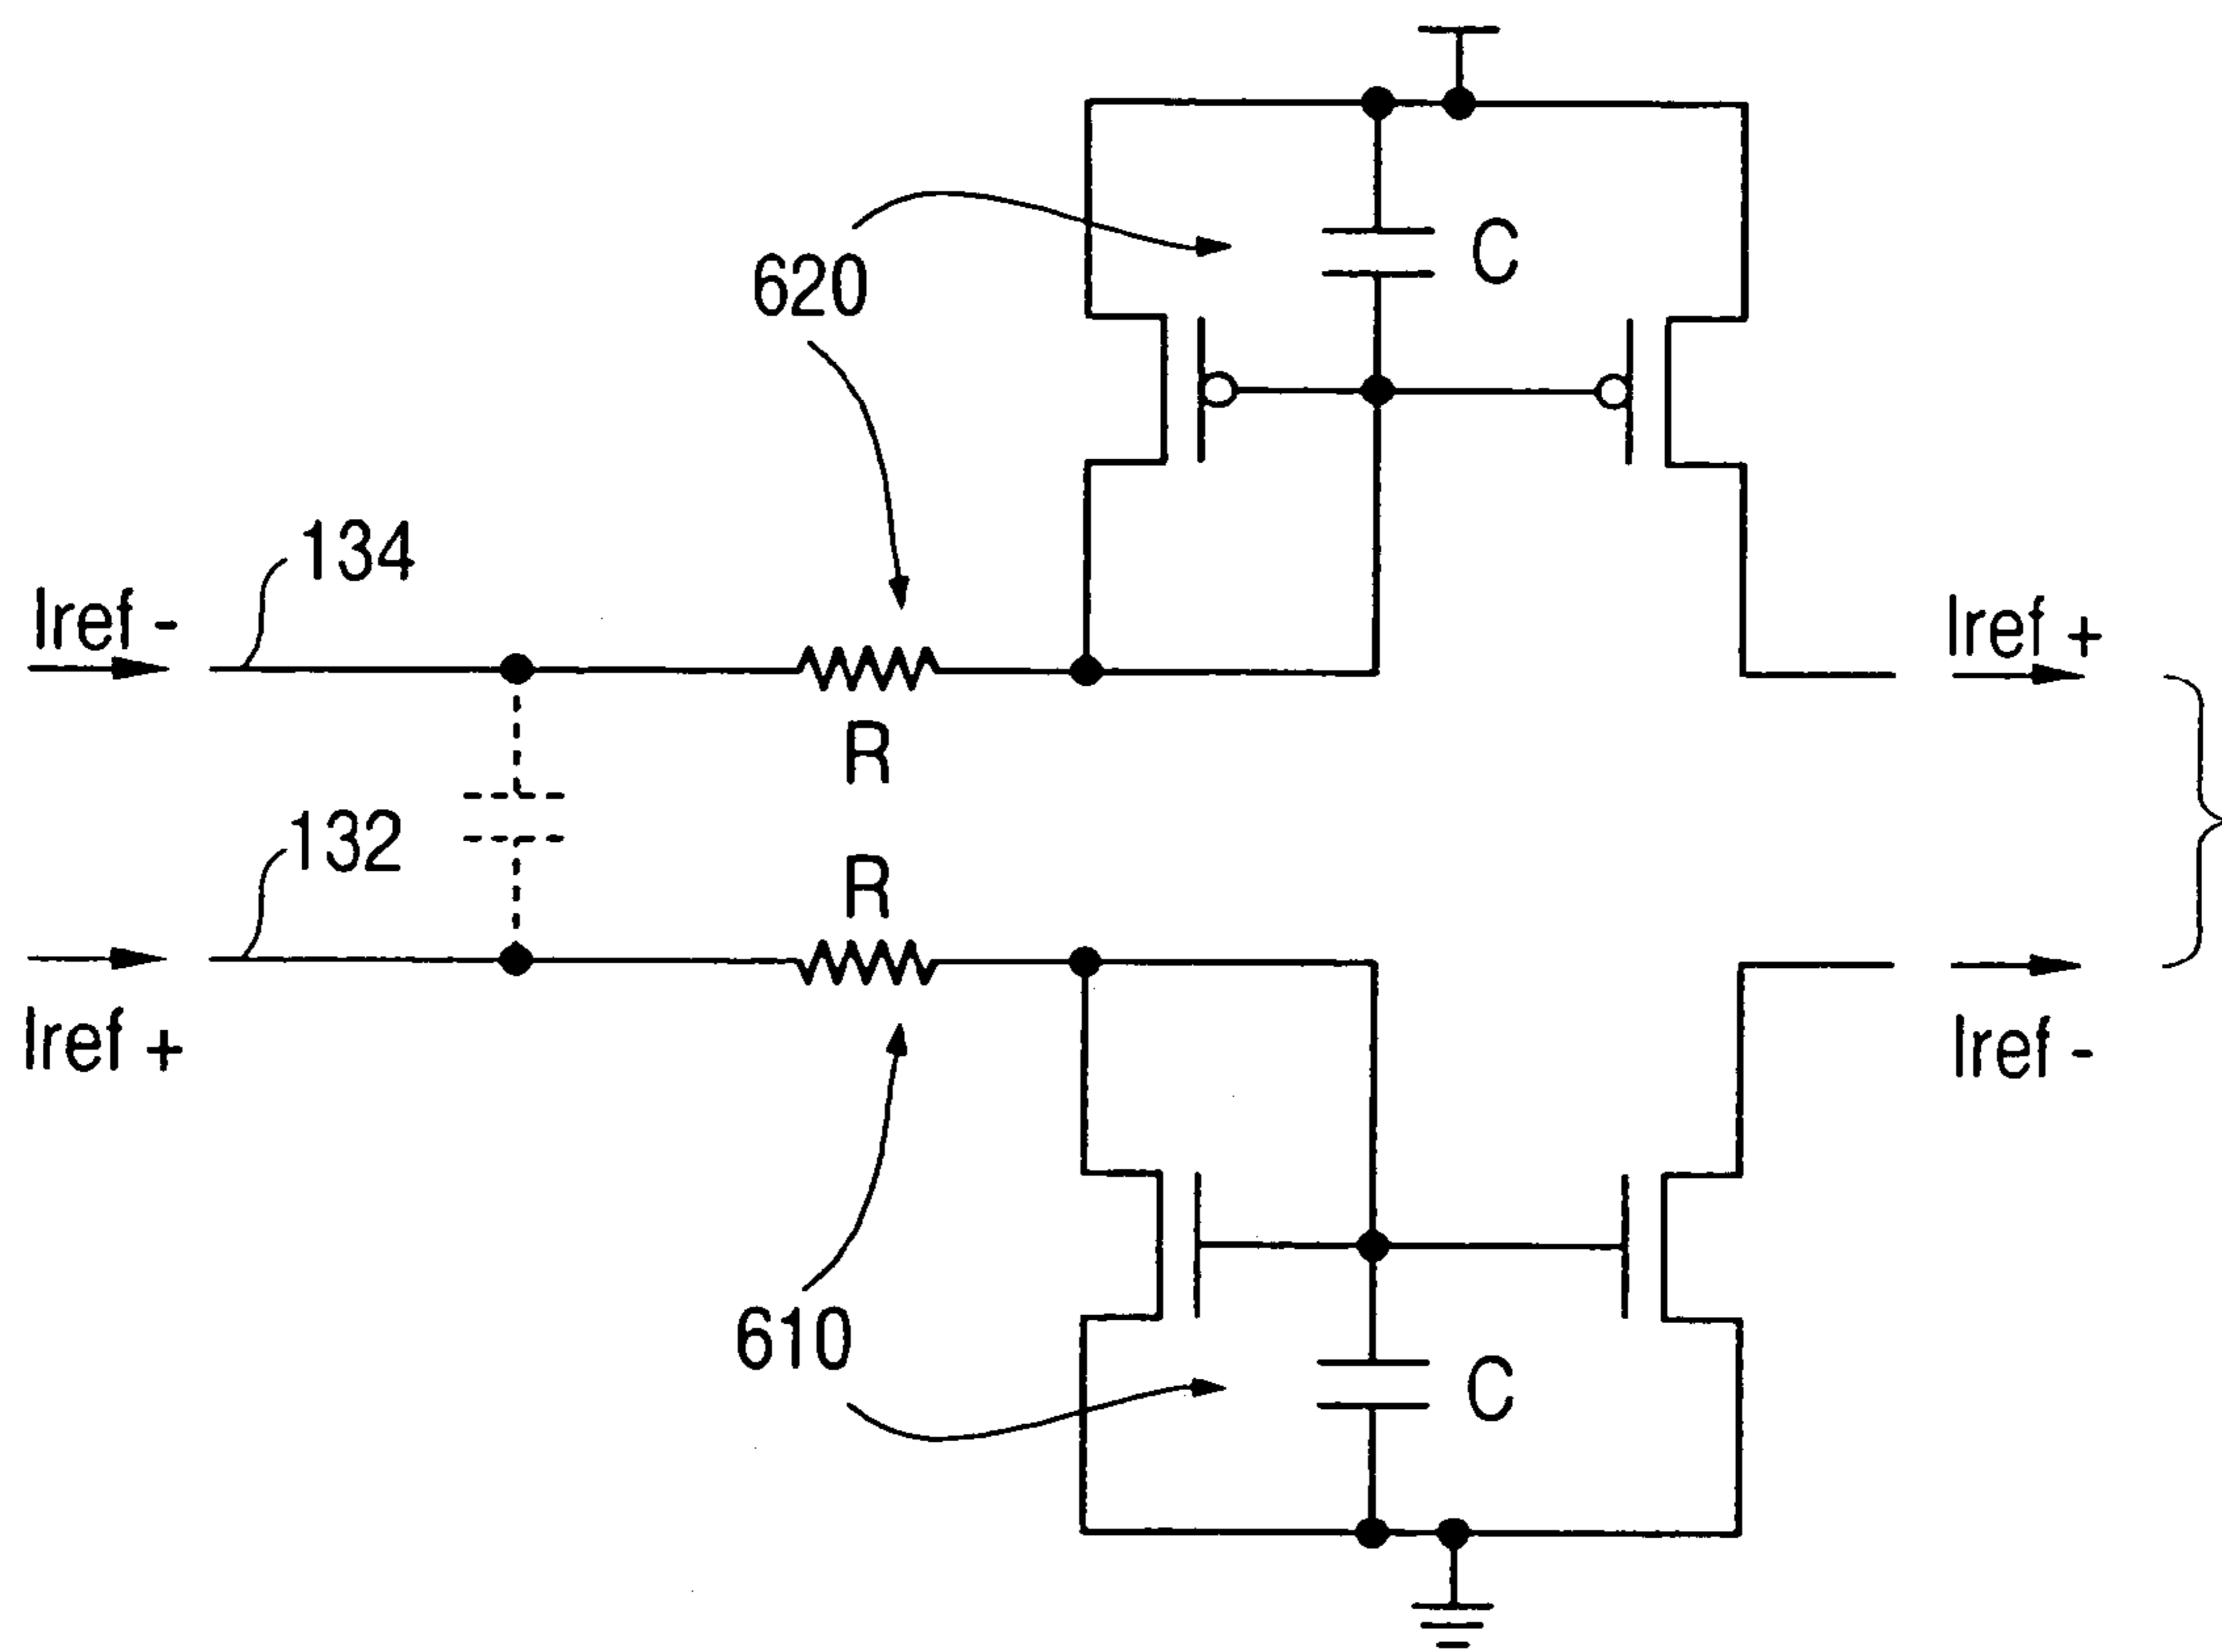 C
620
134
Iref -
Iref +
R
132
R
Iref +
Iref -
610
C